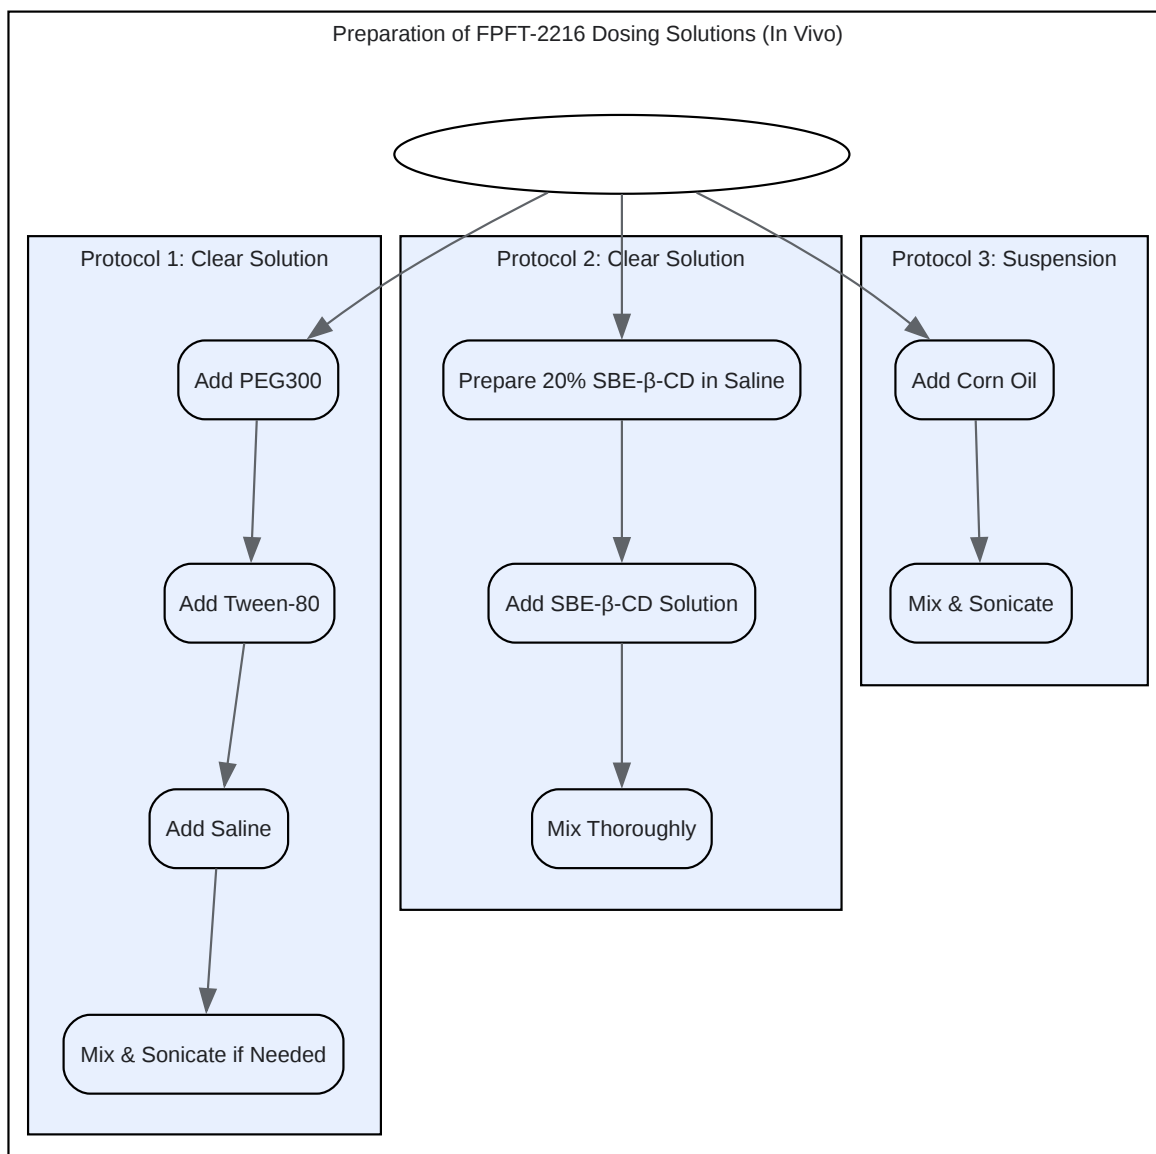 Preparation of FPFT-2216 Dosing Solutions (In Vivo)
Protocol 1: Clear Solution
Add PEG300
Add Tween-80
Add Saline
Mix & Sonicate if Needed
Protocol 2: Clear Solution
Prepare 20% SBE-β-CD in Saline
Add SBE-β-CD Solution
Mix Thoroughly
Protocol 3: Suspension
Add Corn Oil
Mix & Sonicate